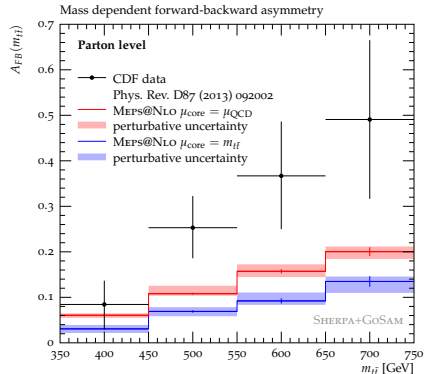 Mass dependent forward-backward asymmetry
A_FB(m_tt̄)
0.7
0.6
0.5
0.4
0.3
0.2
0.1
0
Parton level
CDF data
Phys. Rev. D87 (2013) 092002
MEPS@NLO μ_core = μ_QCD
perturbative uncertainty
MEPS@NLO μ_core = m_tt̄
perturbative uncertainty
SHERPA+GOSAM
350 400 450 500 550 600 650 700 750
m_tt̄ [GeV]